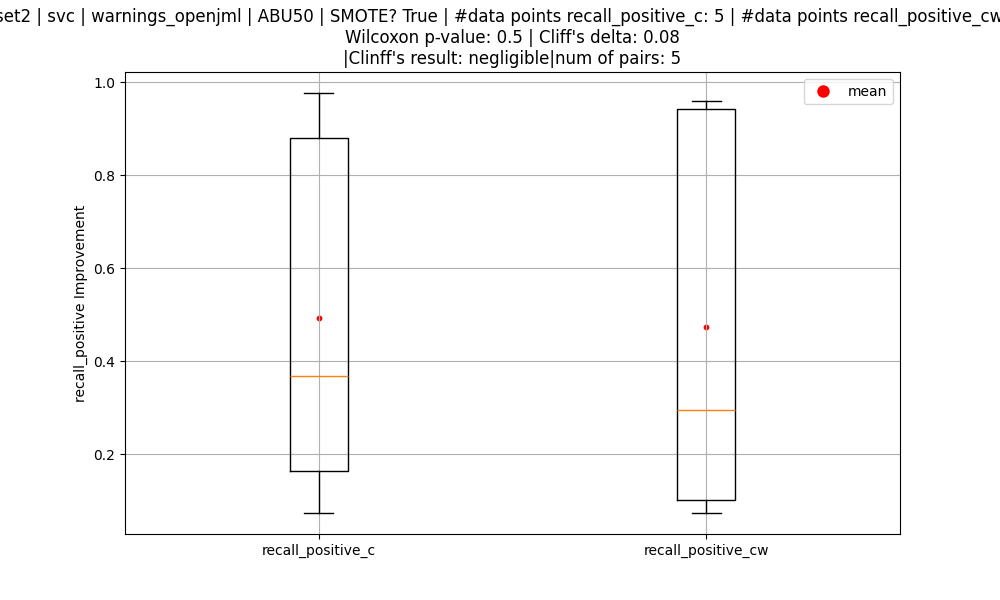 set2 | svc | warnings_openjml | ABU50 | SMOTE? True | #data points recall_positive_c: 5 | #data points recall_positive_cw
Wilcoxon p-value: 0.5 | Cliff's delta: 0.08
|Clinff's result: negligible|num of pairs: 5
mean
1.0
0.8
0.6
0.4
0.2
recall_positive Improvement
recall_positive_c
recall_positive_cw